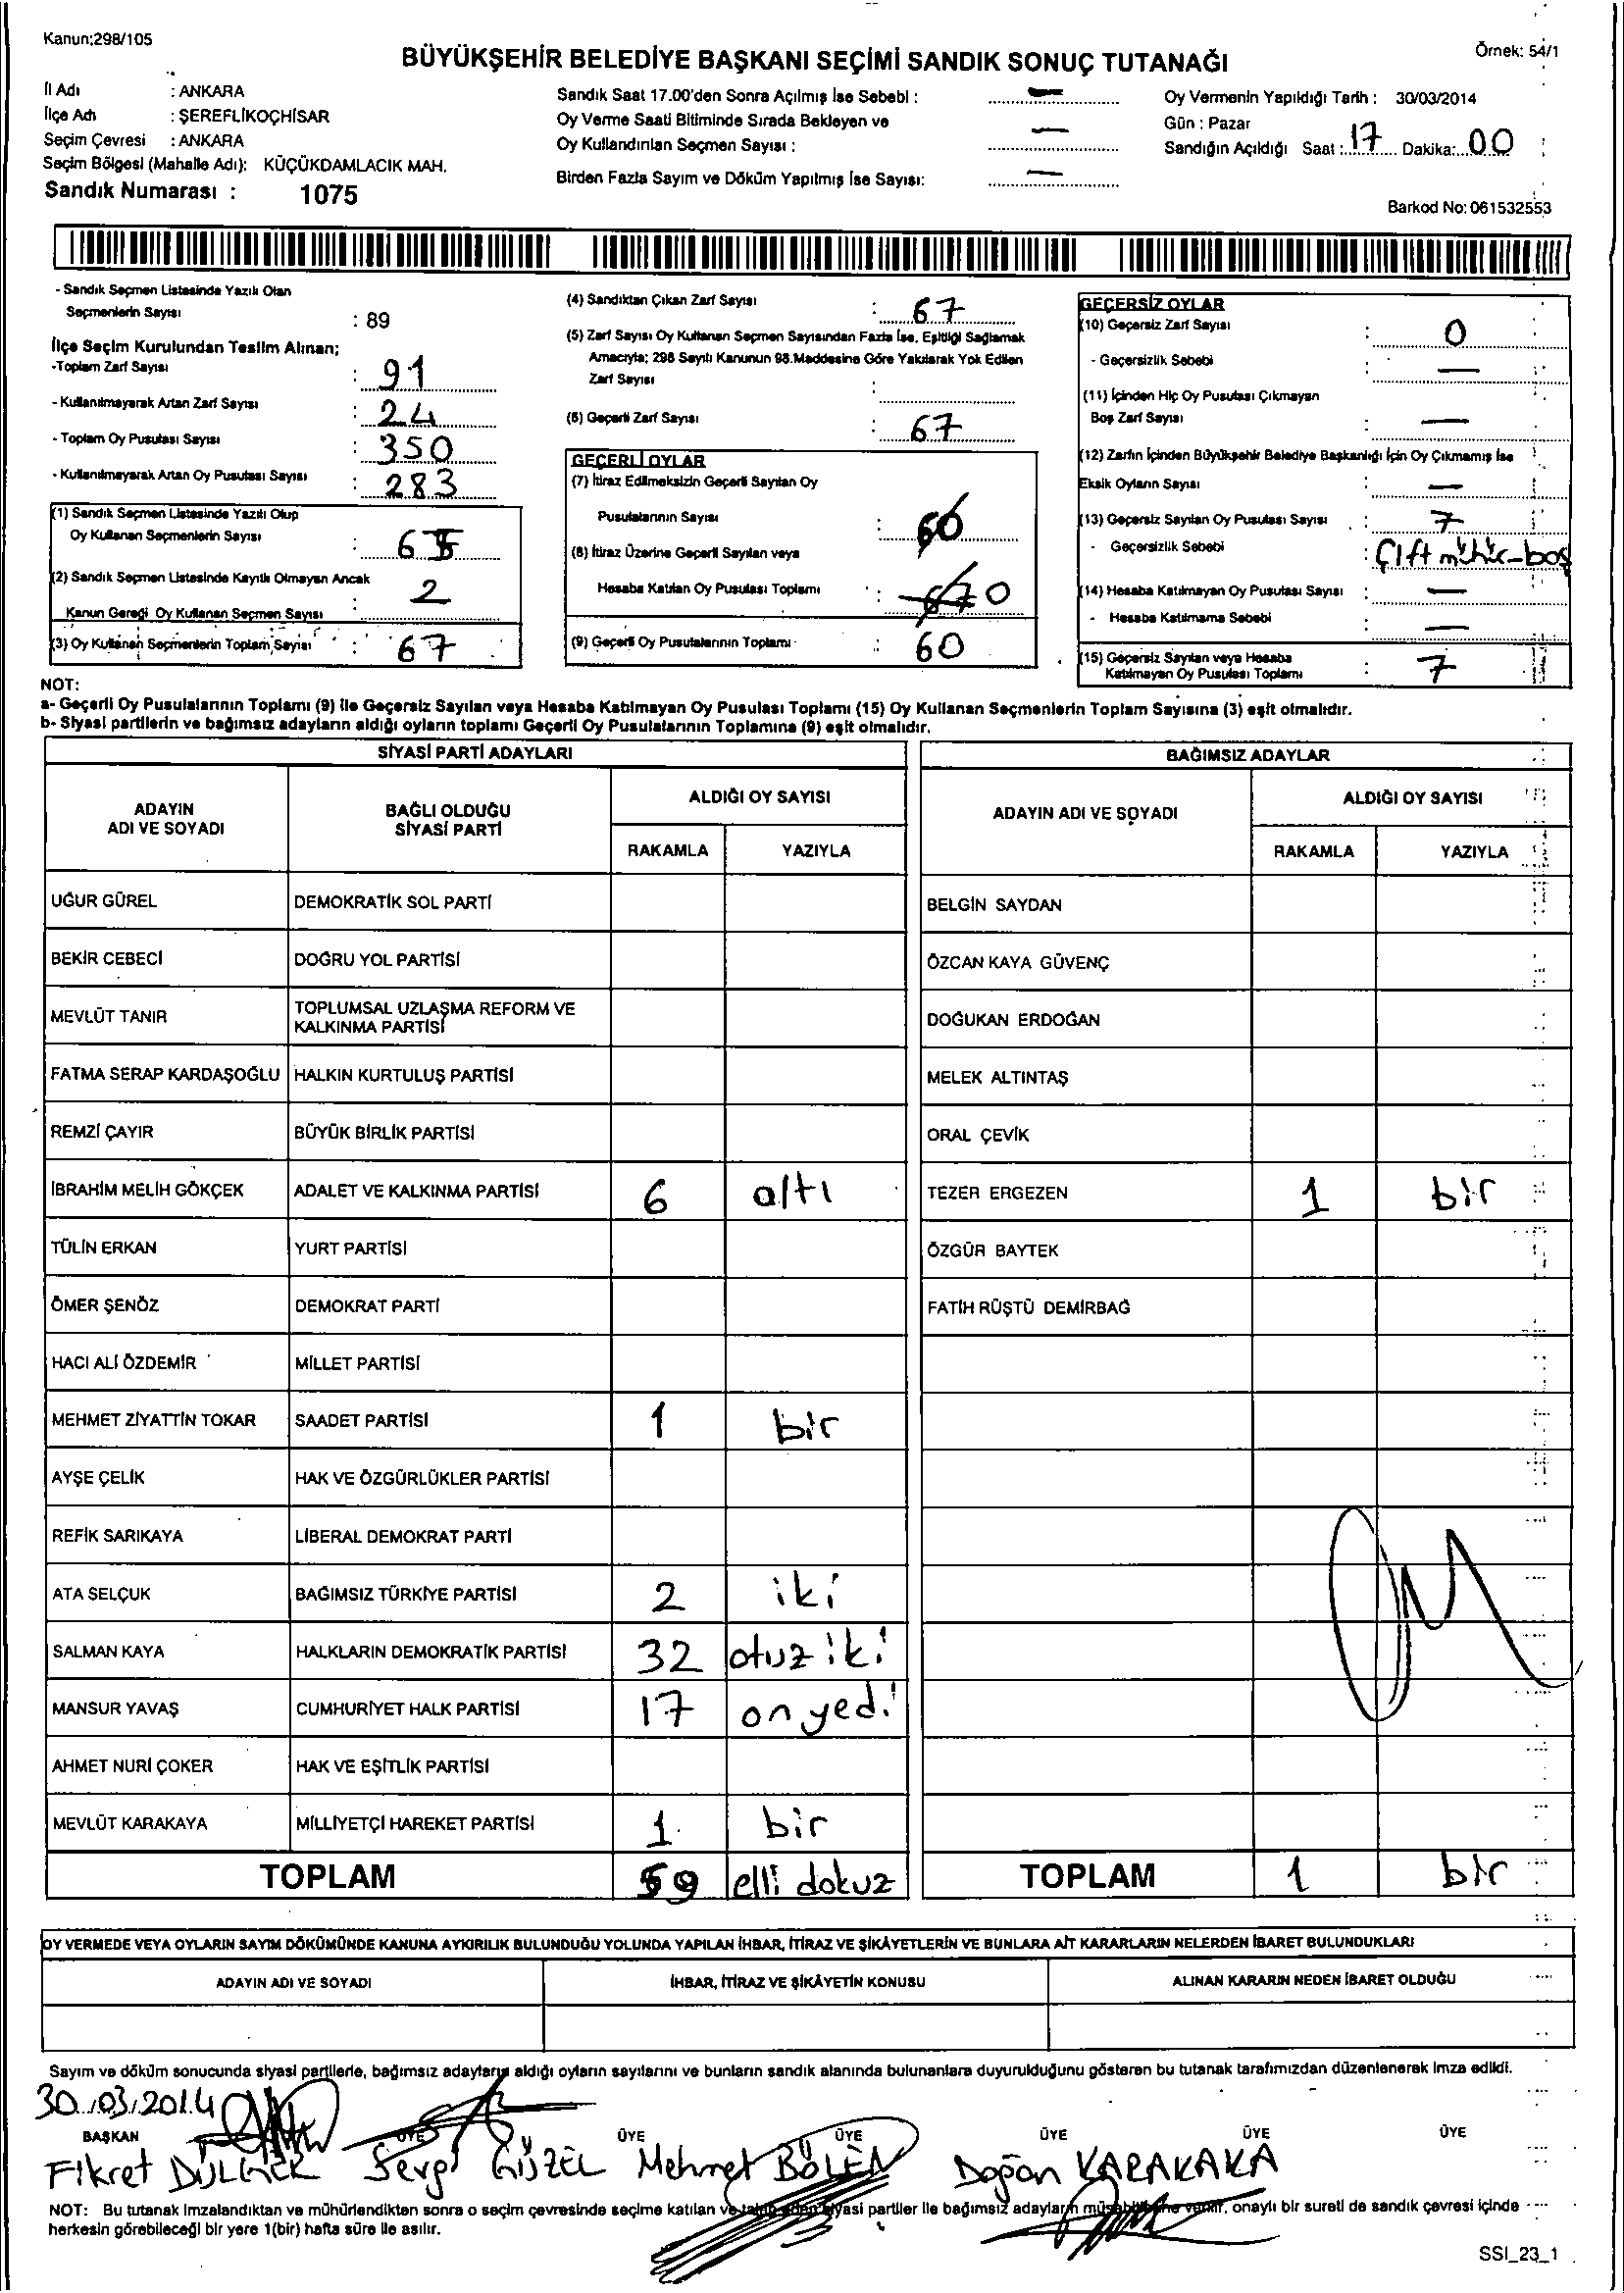 Kanun:298/105
Örnek: 54/1
BÜYÜKŞEHİR BELEDİYE BAŞKANI SEÇİMİ SANDIK SONUÇ TUTANAĞI
İl Adı : ANKARA
İlçe Adı : ŞEREFLİKOÇHİSAR
Seçim Çevresi : ANKARA
Seçim Bölgesi (Mahalle Adı): KÜÇÜKDAMLACIK MAH.
Sandık Numarası : 1075
Sandık Saat 17.00'den Sonra Açılmış İse Sebebi : —
Oy Verme Saati Bitiminde Sırada Bekleyen ve
Oy Kullandırılan Seçmen Sayısı : —
Birden Fazla Sayım ve Döküm Yapılmış İse Sayısı: —
Oy Vermenin Yapıldığı Tarih : 30/03/2014
Gün : Pazar
Sandığın Açıldığı Saat : 17 Dakika: 00
Barkod No: 061532553
- Sandık Seçmen Listesinde Yazılı Olan
Seçmenlerin Sayısı : 89
İlçe Seçim Kurulundan Teslim Alınan;
-Toplam Zarf Sayısı : 91
- Kullanılmayarak Artan Zarf Sayısı : 24
- Toplam Oy Pusulası Sayısı : 350
- Kullanılmayarak Artan Oy Pusulası Sayısı : 283
(1) Sandık Seçmen Listesinde Yazılı Olup
Oy Kullanan Seçmenlerin Sayısı : 65
(2) Sandık Seçmen Listesinde Kayıtlı Olmayan Ancak
Kanun Gereği Oy Kullanan Seçmen Sayısı : 2
(3) Oy Kullanan Seçmenlerin Toplam Sayısı : 67
(4) Sandıktan Çıkan Zarf Sayısı : 67
(5) Zarf Sayısı Oy Kullanan Seçmen Sayısından Fazla İse, Eşitliği Sağlamak
Amacıyla; 298 Sayılı Kanunun 98.Maddesine Göre Yakılarak Yok Edilen
Zarf Sayısı :
(6) Geçerli Zarf Sayısı : 67
GEÇERLİ OYLAR
(7) İtiraz Edilmeksizin Geçerli Sayılan Oy
Pusulalarının Sayısı : 60
(8) İtiraz Üzerine Geçerli Sayılan veya
Hesaba Katılan Oy Pusulası Toplamı : 0
(9) Geçerli Oy Pusulalarının Toplamı : 60
GEÇERSİZ OYLAR
(10) Geçersiz Zarf Sayısı : 0
- Geçersizlik Sebebi : —
(11) İçinden Hiç Oy Pusulası Çıkmayan
Boş Zarf Sayısı : —
(12) Zarfın İçinden Büyükşehir Belediye Başkanlığı İçin Oy Çıkmamış İse
Eksik Oyların Sayısı : —
(13) Geçersiz Sayılan Oy Pusulası Sayısı : 7
- Geçersizlik Sebebi : Çift mühür-boş
(14) Hesaba Katılmayan Oy Pusulası Sayısı : —
- Hesaba Katılmama Sebebi : —
(15) Geçersiz Sayılan veya Hesaba
Katılmayan Oy Pusulası Toplamı : 7
NOT:
a- Geçerli Oy Pusulalarının Toplamı (9) ile Geçersiz Sayılan veya Hesaba Katılmayan Oy Pusulası Toplamı (15) Oy Kullanan Seçmenlerin Toplam Sayısına (3) eşit olmalıdır.
b- Siyasi partilerin ve bağımsız adayların aldığı oyların toplamı Geçerli Oy Pusulalarının Toplamına (9) eşit olmalıdır.
SİYASİ PARTİ ADAYLARI
ADAYIN ADI VE SOYADI BAĞLI OLDUĞU SİYASİ PARTİ ALDIĞI OY SAYISI
RAKAMLA YAZIYLA
UĞUR GÜREL DEMOKRATİK SOL PARTİ
BEKİR CEBECİ DOĞRU YOL PARTİSİ
MEVLÜT TANIR TOPLUMSAL UZLAŞMA REFORM VE
KALKINMA PARTİSİ
FATMA SERAP KARDAŞOĞLU HALKIN KURTULUŞ PARTİSİ
REMZİ ÇAYIR BÜYÜK BİRLİK PARTİSİ
İBRAHİM MELİH GÖKÇEK ADALET VE KALKINMA PARTİSİ 6 altı
TÜLİN ERKAN YURT PARTİSİ
ÖMER ŞENÖZ DEMOKRAT PARTİ
HACI ALİ ÖZDEMİR MİLLET PARTİSİ
MEHMET ZİYATTİN TOKAR SAADET PARTİSİ 1 bir
AYŞE ÇELİK HAK VE ÖZGÜRLÜKLER PARTİSİ
REFİK SARIKAYA LİBERAL DEMOKRAT PARTİ
ATA SELÇUK BAĞIMSIZ TÜRKİYE PARTİSİ 2 iki
SALMAN KAYA HALKLARIN DEMOKRATİK PARTİSİ 32 otuz iki
MANSUR YAVAŞ CUMHURİYET HALK PARTİSİ 17 on yedi
AHMET NURİ ÇOKER HAK VE EŞİTLİK PARTİSİ
MEVLÜT KARAKAYA MİLLİYETÇİ HAREKET PARTİSİ 1 bir
TOPLAM 59 elli dokuz
BAĞIMSIZ ADAYLAR
ADAYIN ADI VE SOYADI ALDIĞI OY SAYISI
RAKAMLA YAZIYLA
BELGİN SAYDAN
ÖZCAN KAYA GÜVENÇ
DOĞUKAN ERDOĞAN
MELEK ALTINTAŞ
ORAL ÇEVİK
TEZER ERGEZEN 1 bir
ÖZGÜR BAYTEK
FATİH RÜŞTÜ DEMİRBAĞ
TOPLAM 1 bir
OY VERMEDE VEYA OYLARIN SAYIM DÖKÜMÜNDE KANUNA AYKIRILIK BULUNDUĞU YOLUNDA YAPILAN İHBAR, İTİRAZ VE ŞİKÂYETLERİN VE BUNLARA AİT KARARLARIN NELERDEN İBARET BULUNDUKLARI
ADAYIN ADI VE SOYADI İHBAR, İTİRAZ VE ŞİKÂYETİN KONUSU ALINAN KARARIN NEDEN İBARET OLDUĞU
Sayım ve döküm sonucunda siyasi partilerle, bağımsız adayların aldığı oyların sayılarını ve bunların sandık alanında bulunanlara duyurulduğunu gösteren bu tutanak tarafımızdan düzenlenerek imza edildi.
30.03.2014
BAŞKAN ÜYE ÜYE ÜYE ÜYE ÜYE ÜYE
Fikret DÜLGER Sevgi GÜZEL Mehmet BÖLEN Doğan KARAKAKA
NOT: Bu tutanak imzalandıktan ve mühürlendikten sonra o seçim çevresinde seçime katılan ve siyasi partiler ile bağımsız adayların onaylı bir sureti de sandık çevresi içinde
herkesin görebileceği bir yere 1(bir) hafta süre ile asılır.
SSI_23_1